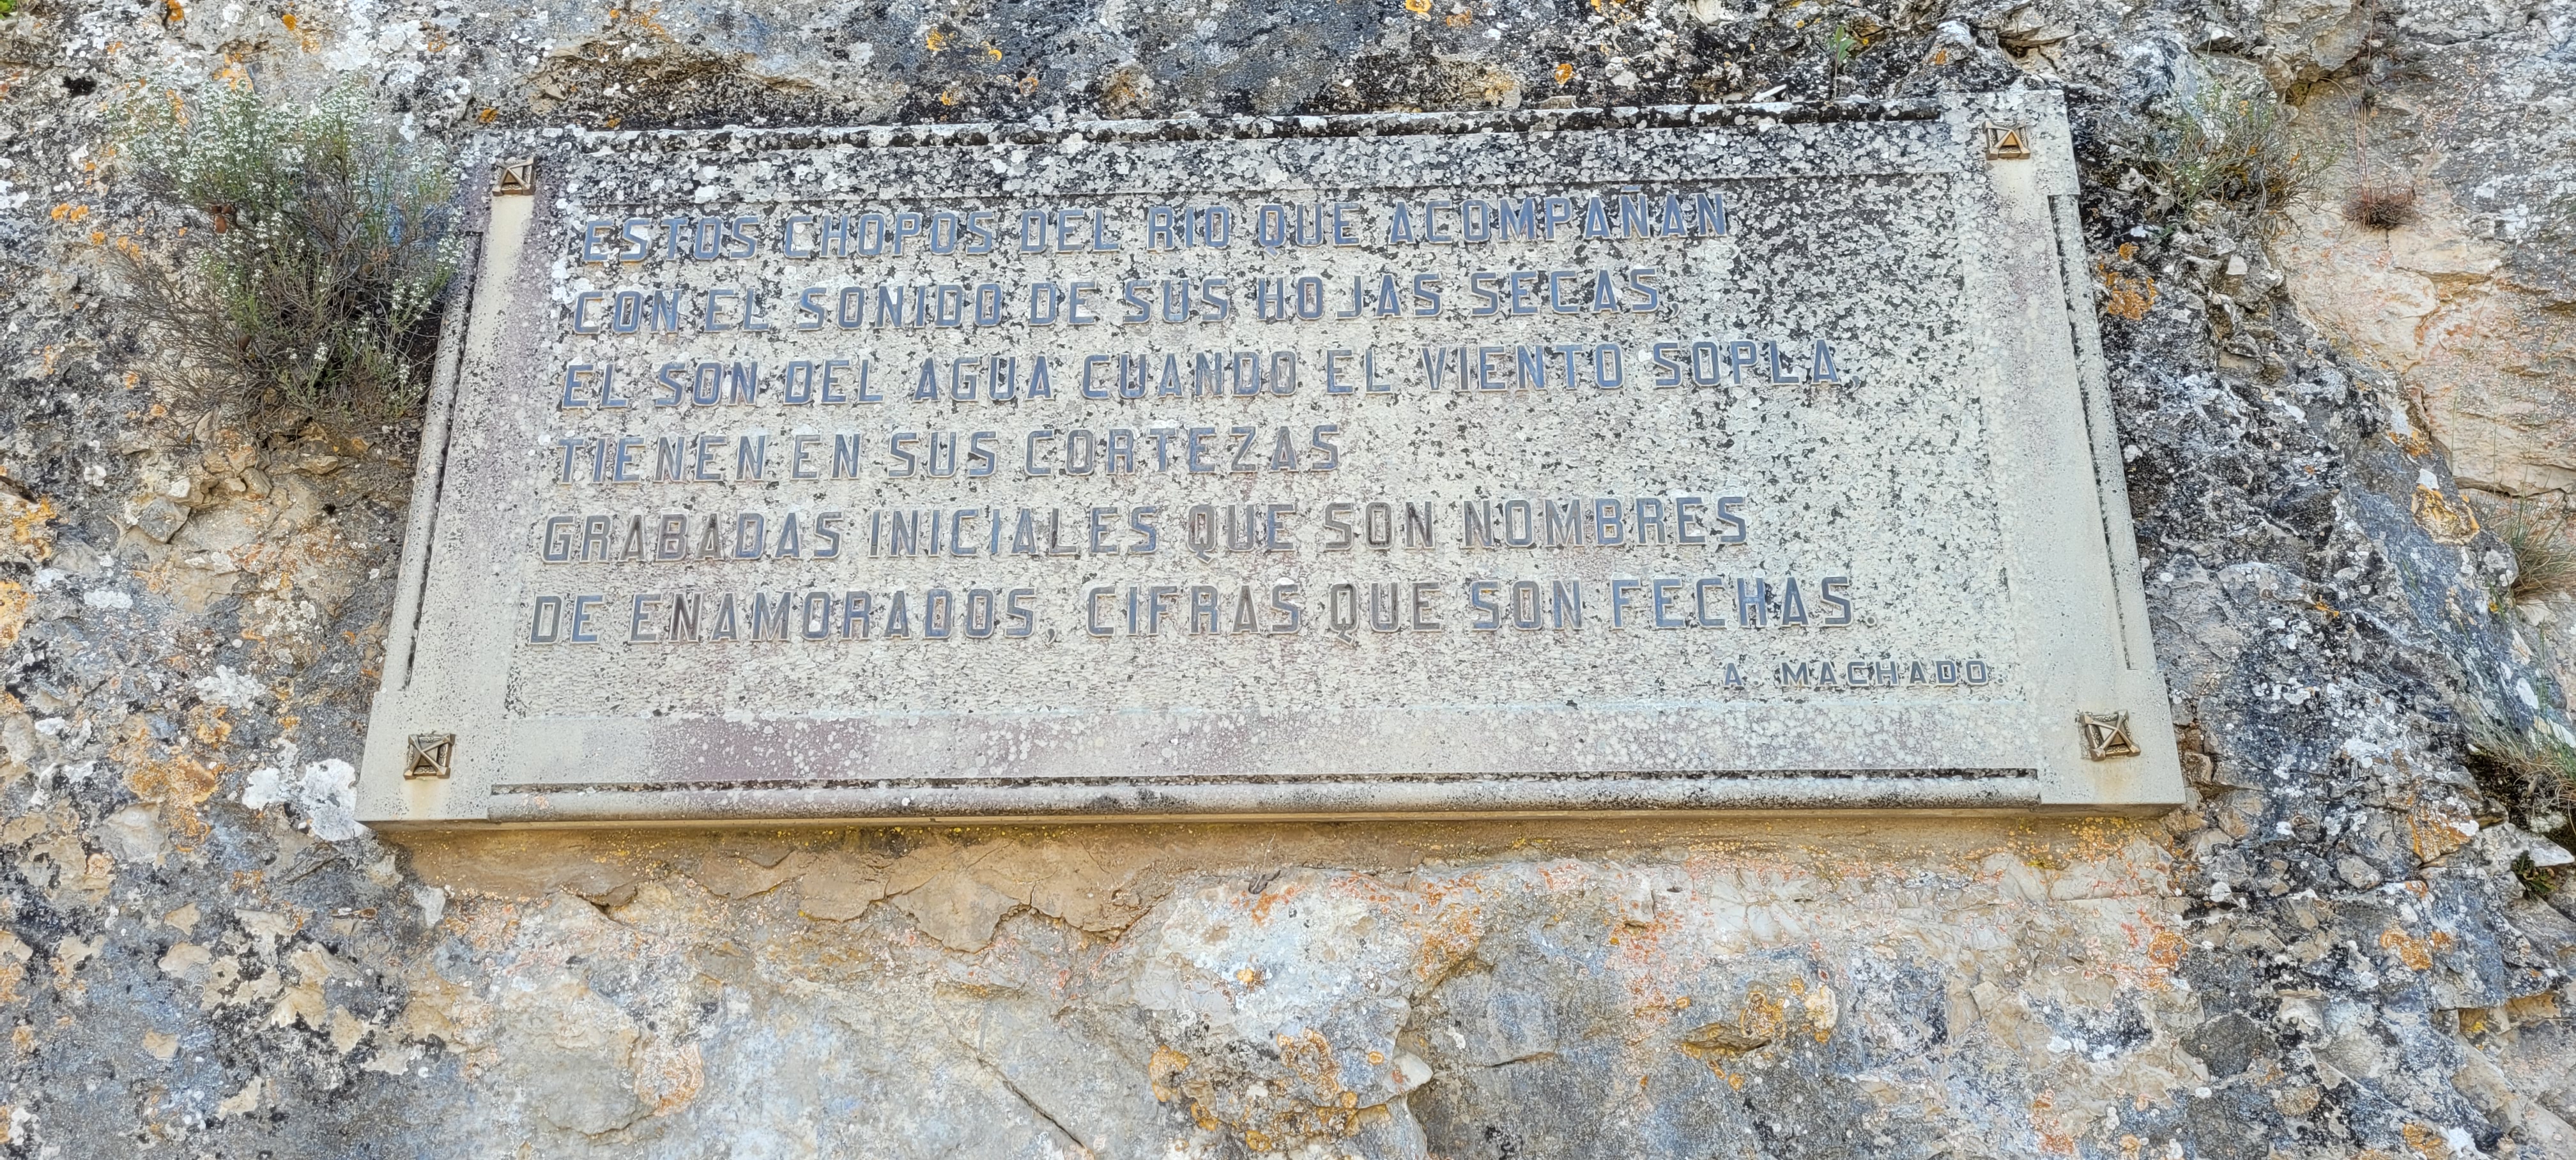 ESTOS CHOPOS DEL RIO QUE ACOMPAÑAN
CON EL SONIDO DE SUS HOJAS SECAS,
EL SON DEL AGUA CUANDO EL VIENTO SOPLA,
TIENEN EN SUS CORTEZAS
GRABADAS INICIALES QUE SON NOMBRES
DE ENAMORADOS, CIFRAS QUE SON FECHAS.
A. MACHADO.